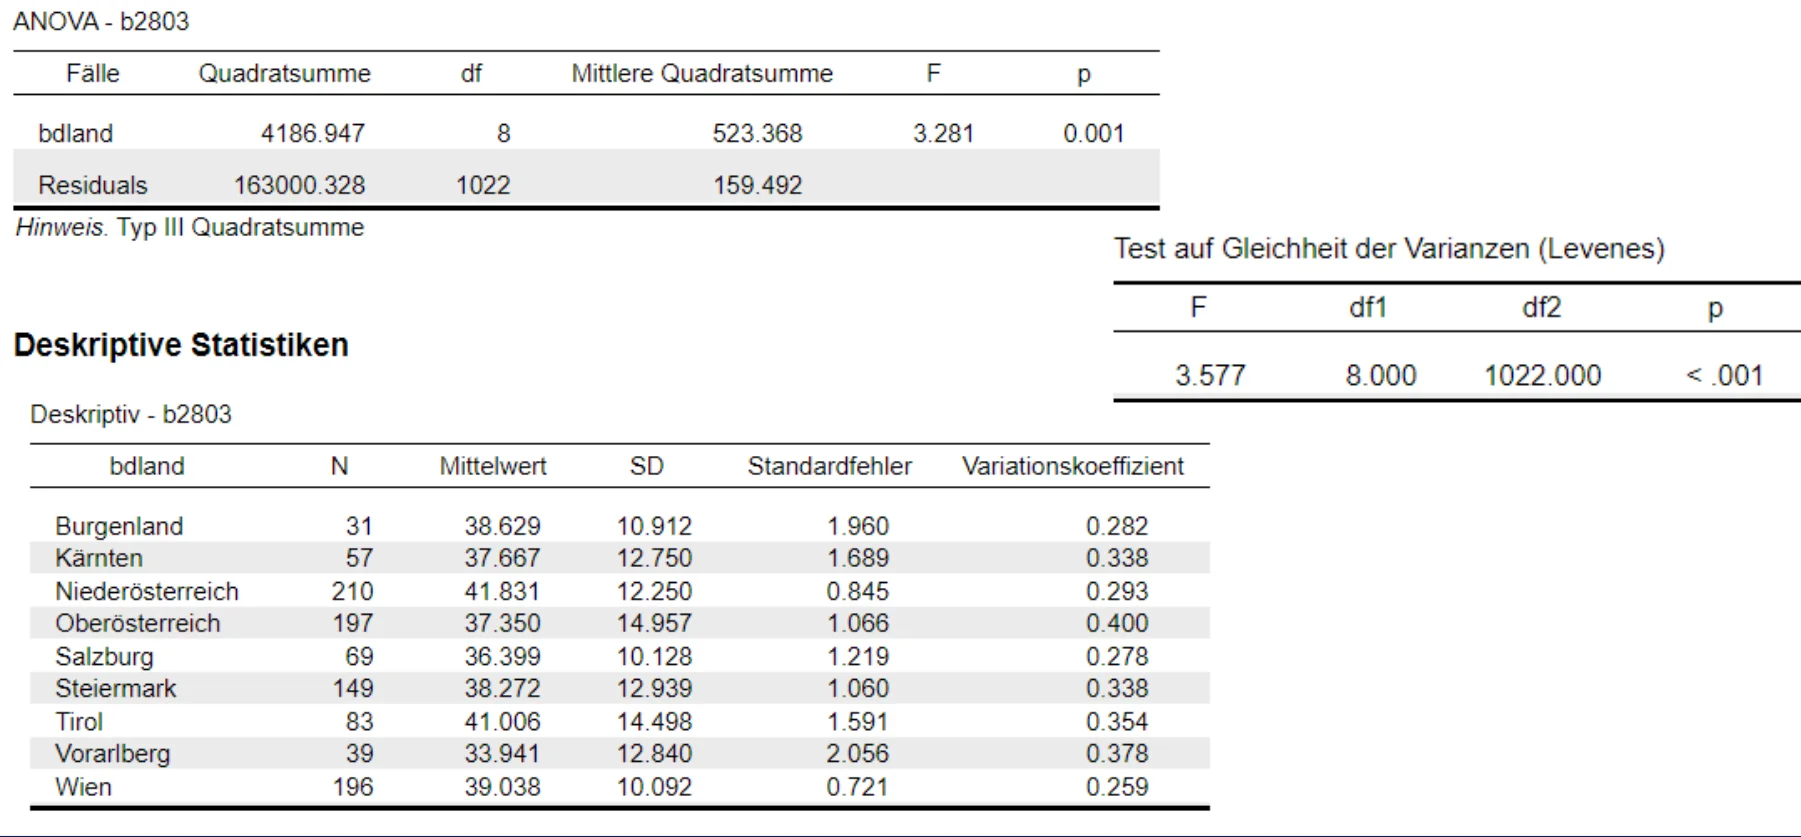 ANOVA - b2803
Fälle Quadratsumme df Mittlere Quadratsumme F p
bdland 4186.947 8 523.368 3.281 0.001
Residuals 163000.328 1022 159.492
Hinweis. Typ III Quadratsumme
Test auf Gleichheit der Varianzen (Levenes)
F df1 df2 p
3.577 8.000 1022.000 < .001
Deskriptive Statistiken
Deskriptiv - b2803
bdland N Mittelwert SD Standardfehler Variationskoeffizient
Burgenland 31 38.629 10.912 1.960 0.282
Kärnten 57 37.667 12.750 1.689 0.338
Niederösterreich 210 41.831 12.250 0.845 0.293
Oberösterreich 197 37.350 14.957 1.066 0.400
Salzburg 69 36.399 10.128 1.219 0.278
Steiermark 149 38.272 12.939 1.060 0.338
Tirol 83 41.006 14.498 1.591 0.354
Vorarlberg 39 33.941 12.840 2.056 0.378
Wien 196 39.038 10.092 0.721 0.259